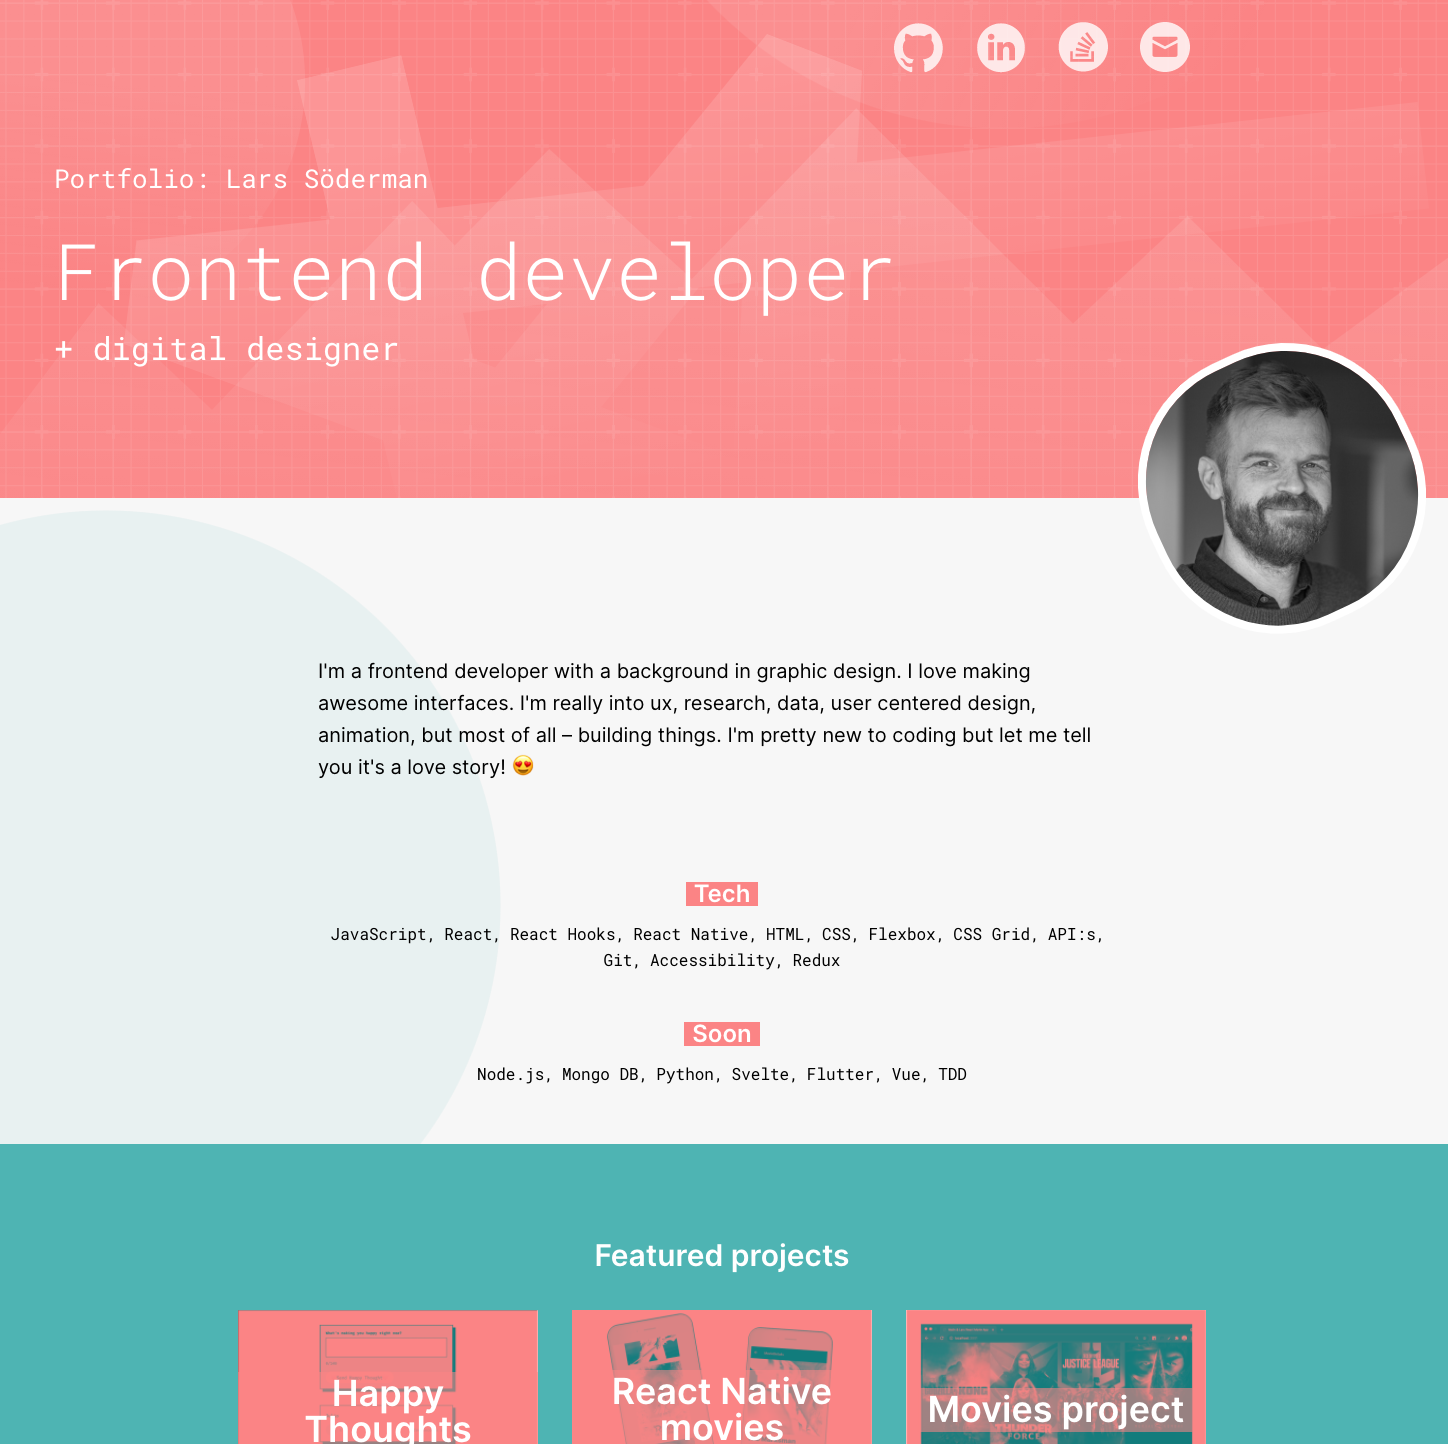 Portfolio: Lars Söderman
Frontend developer
+ digital designer
I'm a frontend developer with a background in graphic design. I love making
awesome interfaces. I'm really into ux, research, data, user centered design,
animation, but most of all – building things. I'm pretty new to coding but let me tell
you it's a love story! 😍
Tech
JavaScript, React, React Hooks, React Native, HTML, CSS, Flexbox, CSS Grid, API:s,
Git, Accessibility, Redux
Soon
Node.js, Mongo DB, Python, Svelte, Flutter, Vue, TDD
Featured projects
Happy
Thoughts
React Native
movies
JUSTICE LEAGUE
Movies project
THUNDER
FORCE